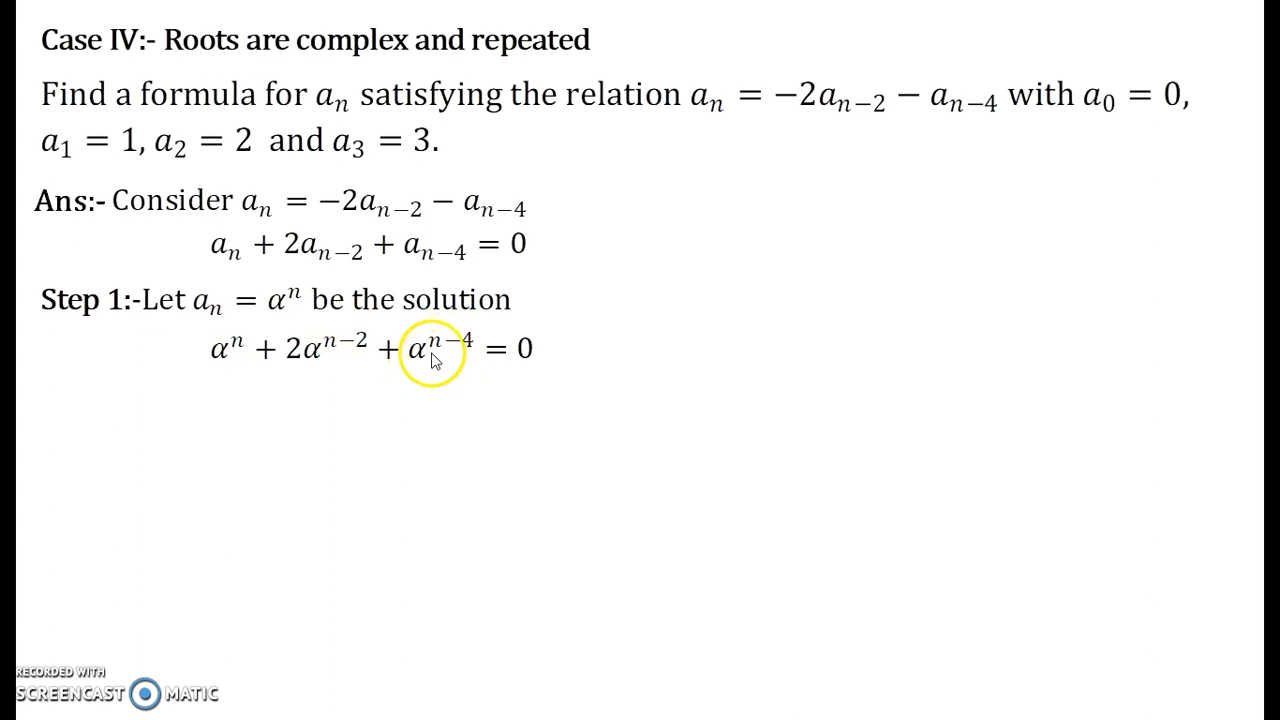 Case IV:- Roots are complex and repeated
Find a formula for aₙ satisfying the relation aₙ = −2aₙ₋₂ − aₙ₋₄ with a₀ = 0,
a₁ = 1, a₂ = 2 and a₃ = 3.
Ans:- Consider aₙ = −2aₙ₋₂ − aₙ₋₄
aₙ + 2aₙ₋₂ + aₙ₋₄ = 0
Step 1:-Let aₙ = αⁿ be the solution
αⁿ + 2αⁿ⁻² + αⁿ⁻⁴ = 0
RECORDED WITH
SCREENCAST MATIC